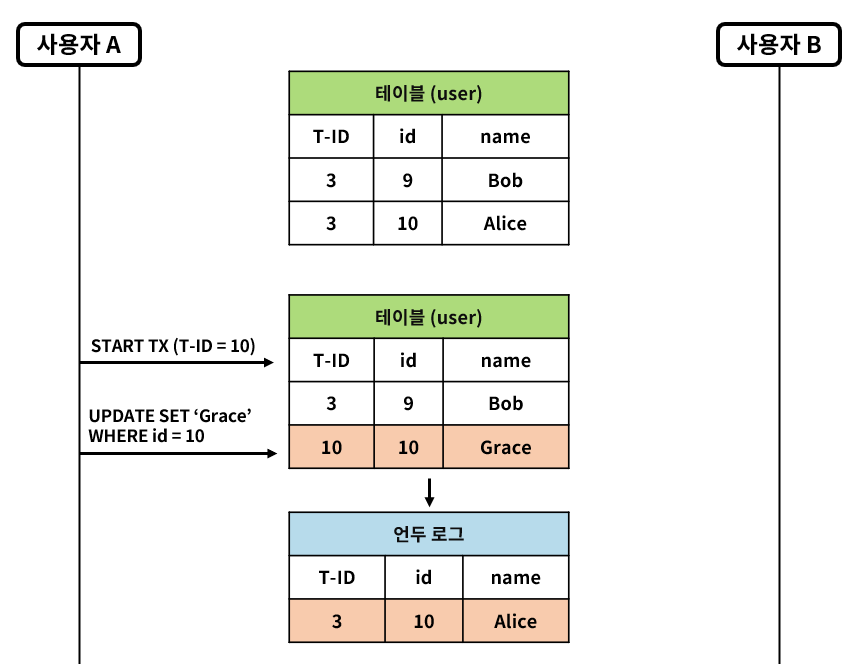 사용자 A
사용자 B
테이블 (user)
T-ID id name
3 9 Bob
3 10 Alice
START TX (T-ID = 10)
UPDATE SET ‘Grace’
WHERE id = 10
테이블 (user)
T-ID id name
3 9 Bob
10 10 Grace
언두 로그
T-ID id name
3 10 Alice